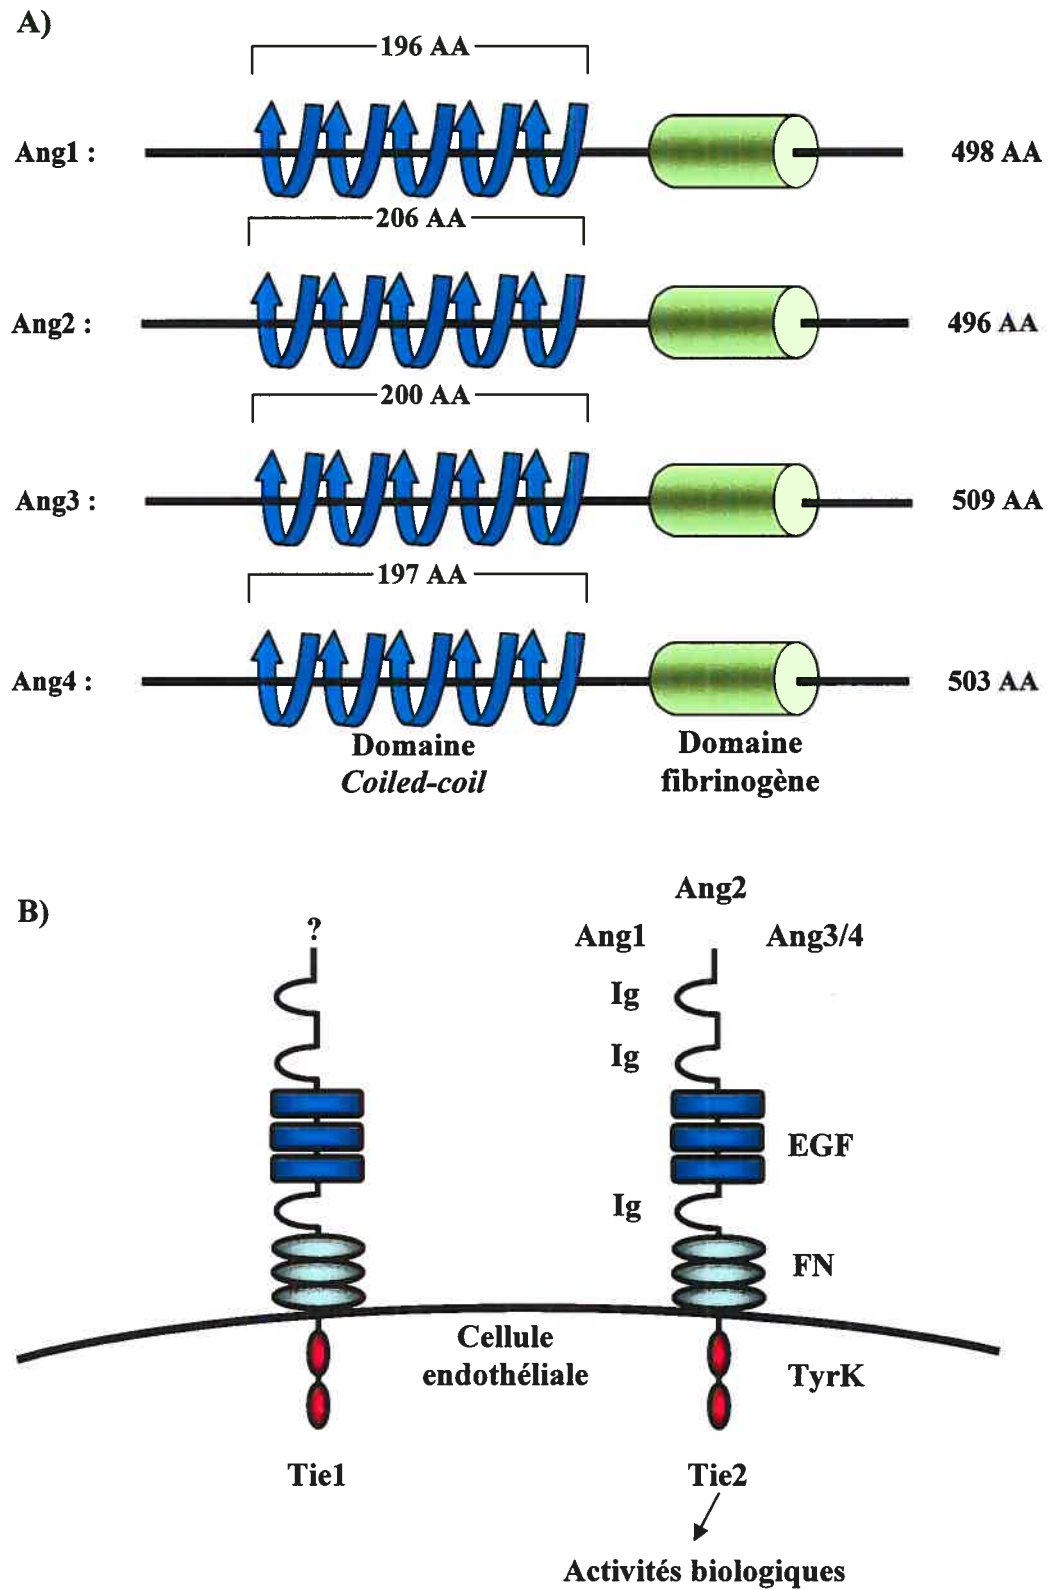 A)
196 AA
Ang1 : 498 AA
206 AA
Ang2 : 496 AA
200 AA
Ang3 : 509 AA
197 AA
Ang4 : 503 AA
Domaine
Coiled-coil
Domaine
fibrinogène
B)
?
Ang2
Ang1 Ang3/4
Ig
Ig
EGF
Ig
FN
Cellule
endothéliale
TyrK
Tie1
Tie2
Activités biologiques